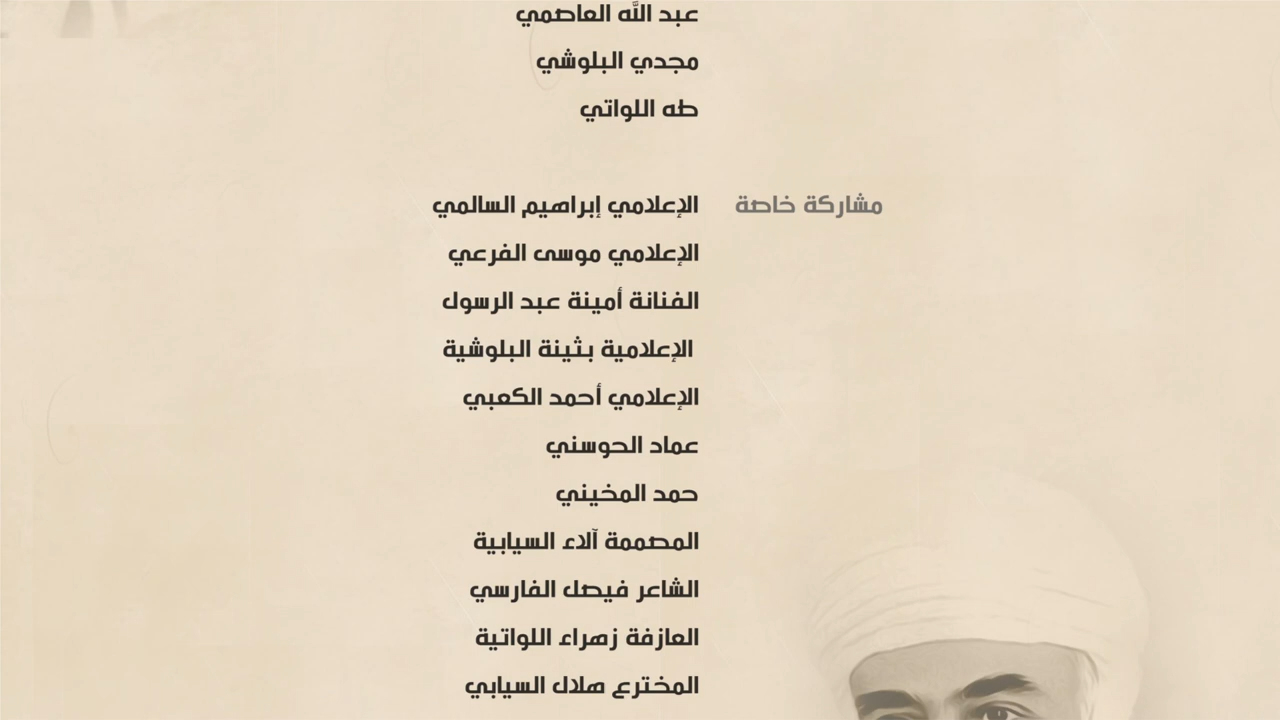 عبد الله العاصمي
مجدي البلوشي
طه اللواتي
مشاركة خاصة الإعلامي إبراهيم السالمي
الإعلامي موسى الفرعي
الفنانة أمينة عبد الرسول
الإعلامية بثينة البلوشية
الإعلامي أحمد الكعبي
عماد الحوسني
حمد المخيني
المصممة آلاء السيابية
الشاعر فيصل الفارسي
العازفة زهراء اللواتية
المخترع هلال السيابي